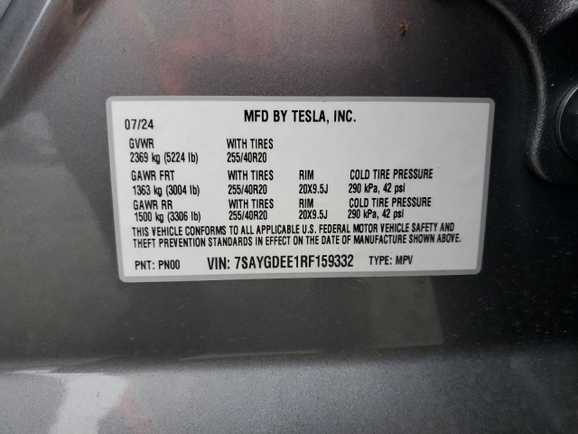 07/24 MFD BY TESLA, INC.
GVWR WITH TIRES
2369 kg (5224 lb) 255/40R20
GAWR FRT WITH TIRES RIM COLD TIRE PRESSURE
1363 kg (3004 lb) 255/40R20 20X9.5J 290 kPa, 42 psi
GAWR RR WITH TIRES RIM COLD TIRE PRESSURE
1500 kg (3306 lb) 255/40R20 20X9.5J 290 kPa, 42 psi
THIS VEHICLE CONFORMS TO ALL APPLICABLE U.S. FEDERAL MOTOR VEHICLE SAFETY AND
THEFT PREVENTION STANDARDS IN EFFECT ON THE DATE OF MANUFACTURE SHOWN ABOVE.
PNT: PN00 VIN: 7SAYGDEE1RF159332 TYPE: MPV